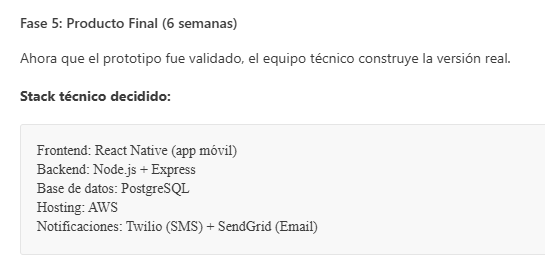 Fase 5: Producto Final (6 semanas)
Ahora que el prototipo fue validado, el equipo técnico construye la versión real.
Stack técnico decidido:
Frontend: React Native (app móvil)
Backend: Node.js + Express
Base de datos: PostgreSQL
Hosting: AWS
Notificaciones: Twilio (SMS) + SendGrid (Email)